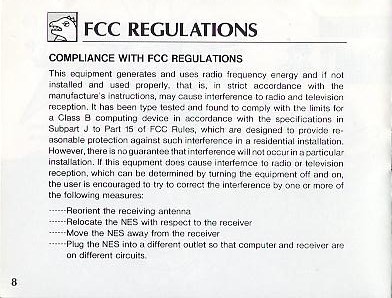 FCC REGULATIONS
COMPLIANCE WITH FCC REGULATIONS
This equipment generates and uses radio frequency energy and if not
installed and used properly, that is, in strict accordance with the
manufacture's instructions, may cause interference to radio and television
reception. It has been type tested and found to comply with the limits for
a Class B computing device in accordance with the specifications in
Subpart J to Part 15 of FCC Rules, which are designed to provide re-
asonable protection against such interference in a residential installation.
However, there is no guarantee that interference will not occur in a particular
installation. If this equipment does cause interfernce to radio or television
reception, which can be determined by turning the equipment off and on,
the user is encouraged to try to correct the interference by one or more of
the following measures:
------Reorient the receiving antenna
------Relocate the NES with respect to the receiver
------Move the NES away from the receiver
------Plug the NES into a different outlet so that computer and receiver are
on different circuits.
8